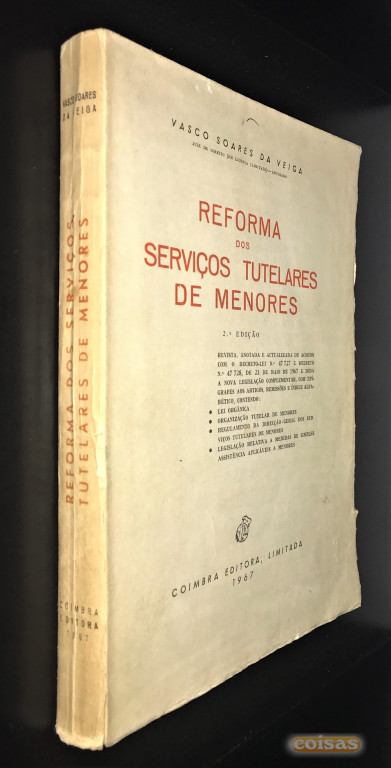 VASCO SOARES
DA VEIGA
REFORMA DOS SERVIÇOS
TUTELARES DE MENORES
COIMBRA
EDITORA
1967
VASCO SOARES DA VEIGA
JUIZ DE DIREITO
REFORMA
DOS
SERVIÇOS TUTELARES
DE MENORES
2.ª EDIÇÃO
REVISTA, ANOTADA E ACTUALIZADA DE ACORDO
COM O DECRETO-LEI N.º 47 727 E DECRETO
N.º 47 728, DE 23 DE MAIO DE 1967 E TODA
A NOVA LEGISLAÇÃO COMPLEMENTAR, COM EPÍ-
GRAFES AOS ARTIGOS, REMISSÕES E ÍNDICE ALFA-
BÉTICO, CONTENDO:
• LEI ORGÂNICA
• ORGANIZAÇÃO TUTELAR DE MENORES
• REGULAMENTO DA DIRECÇÃO-GERAL DOS SER-
VIÇOS TUTELARES DE MENORES
• LEGISLAÇÃO RELATIVA A MEDIDAS DE
ASSISTÊNCIA APLICÁVEIS A MENORES
COIMBRA EDITORA, LIMITADA
1967
coisas